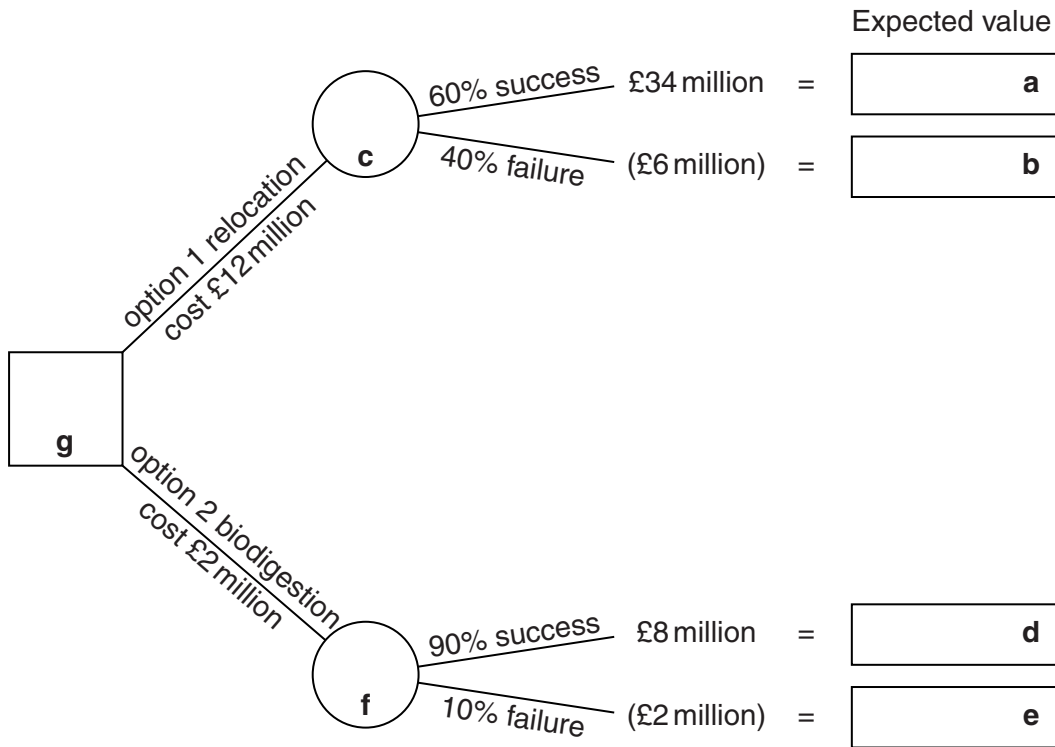 Expected value
60% success £34 million = a
c
40% failure (£6 million) = b
option 1 relocation
cost £12 million
g
option 2 biodigestion
cost £2 million
90% success £8 million = d
f
10% failure (£2 million) = e